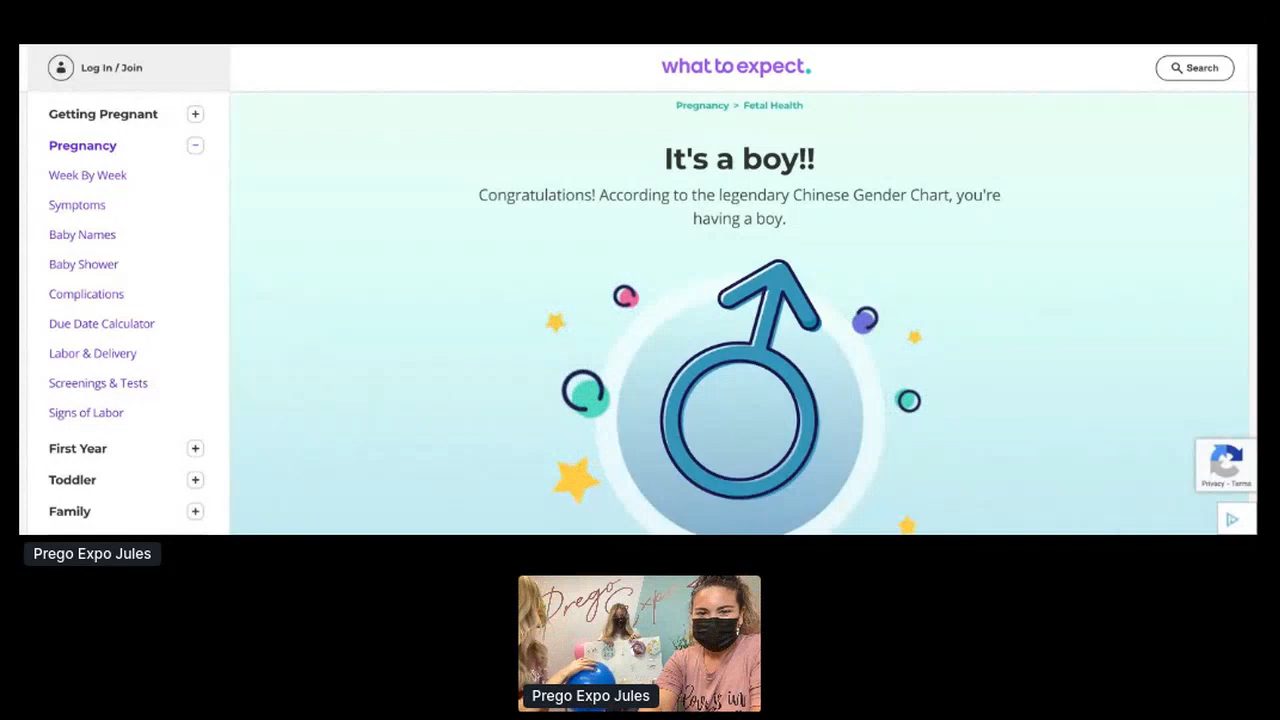 Log In / Join
what to expect.
Search
Getting Pregnant
Pregnancy
Week By Week
Symptoms
Baby Names
Baby Shower
Complications
Due Date Calculator
Labor & Delivery
Screenings & Tests
Signs of Labor
First Year
Toddler
Family
Pregnancy > Fetal Health
It's a boy!!
Congratulations! According to the legendary Chinese Gender Chart, you're
having a boy.
Privacy - Terms
Prego Expo Jules
Prego Expo
Prego Expo Jules